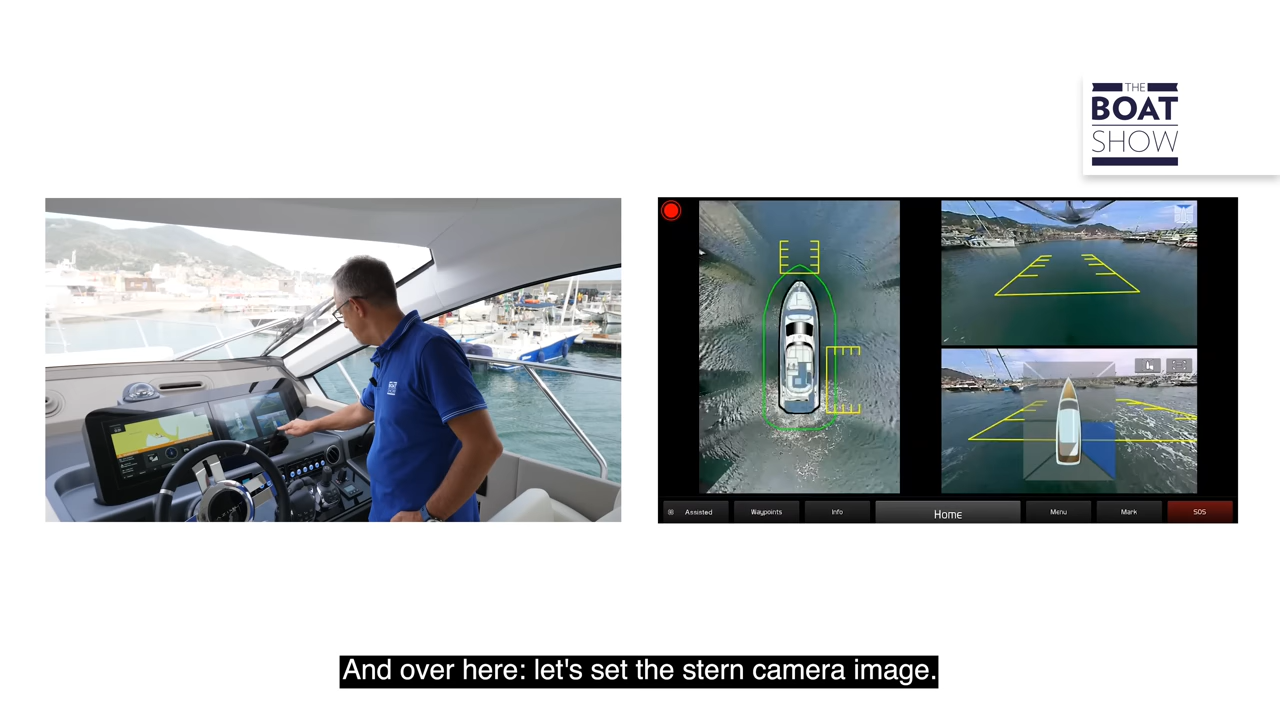 THE
BOAT
SHOW
Assisted
Waypoints
Info
Home
Menu
Mark
SOS
And over here: let's set the stern camera image.